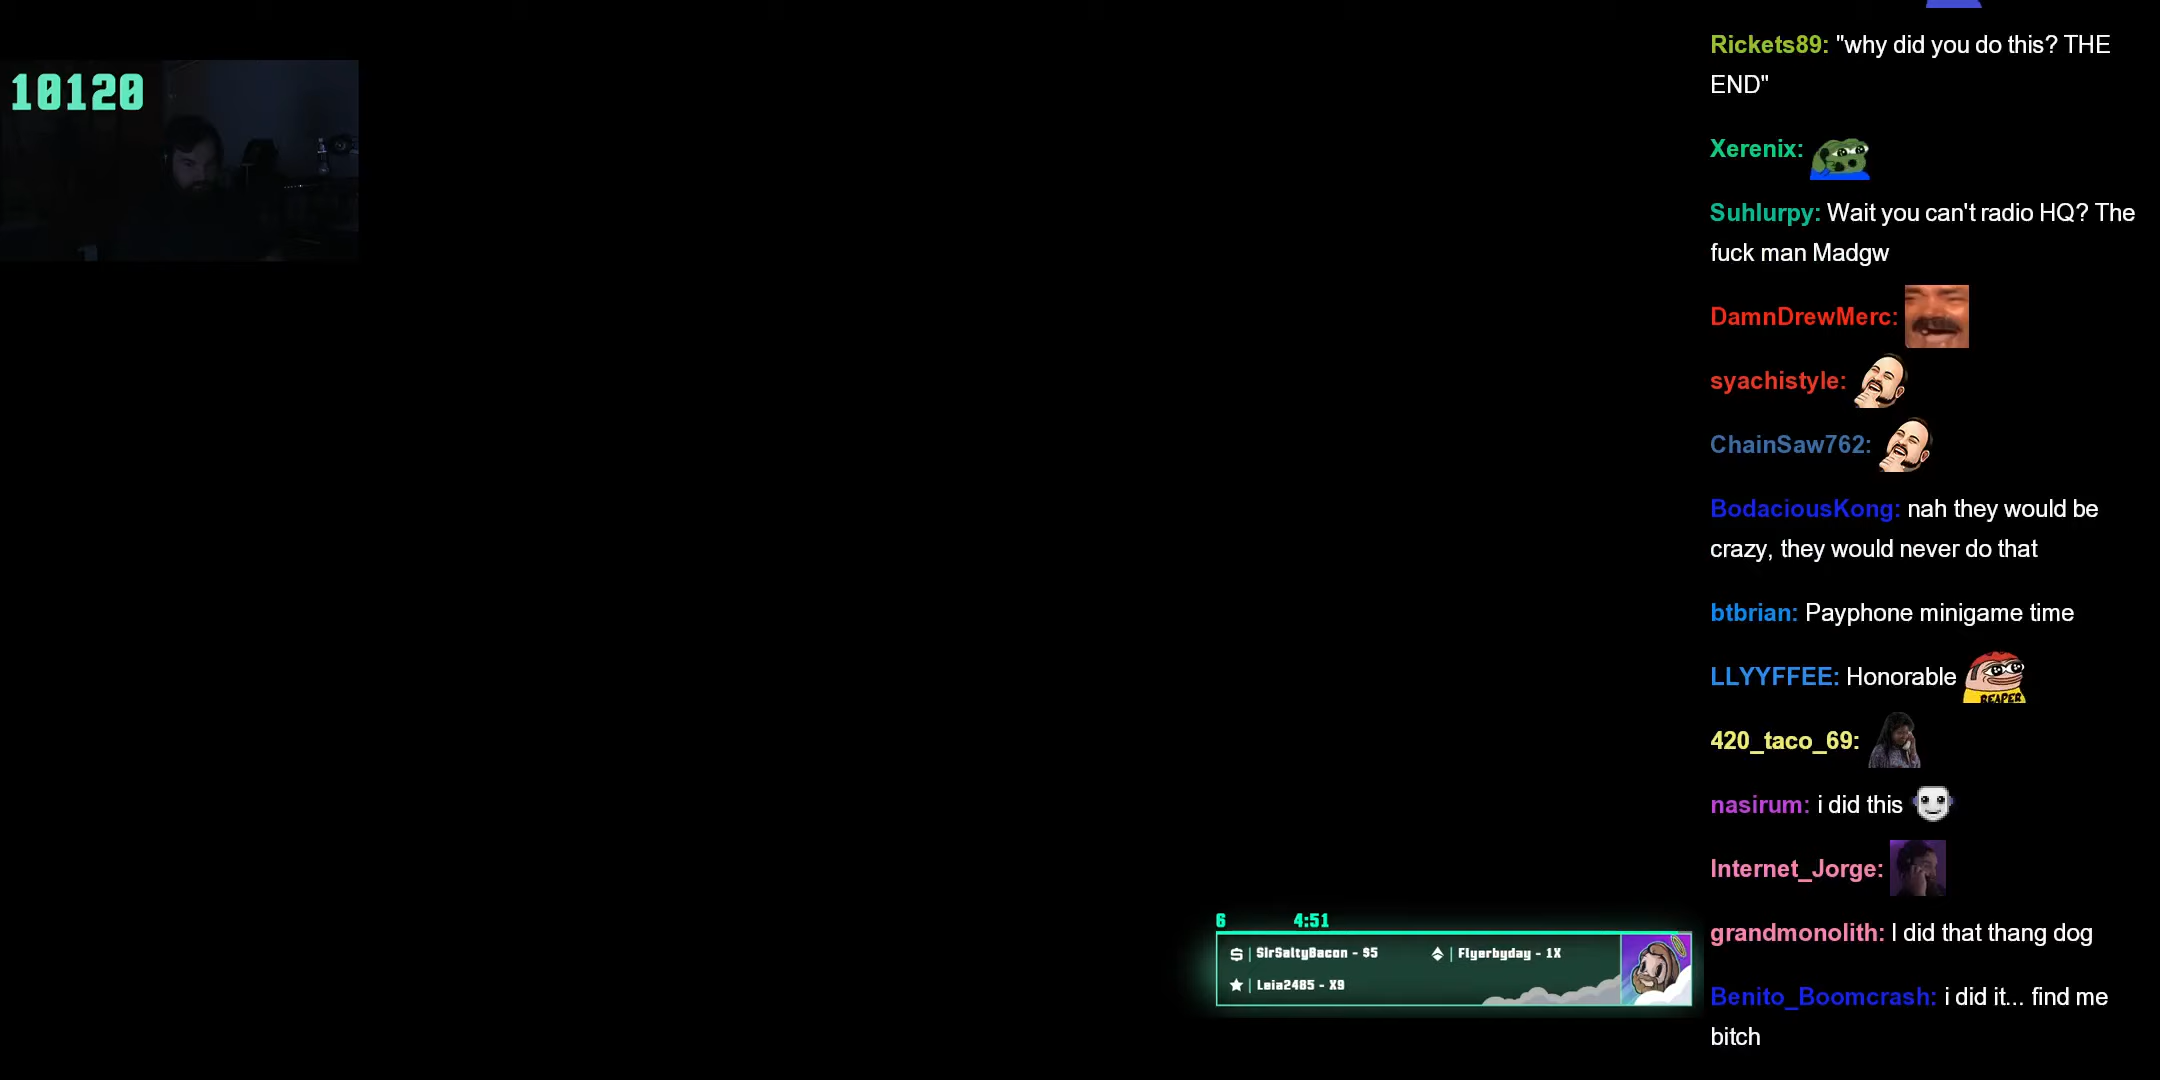 10120
Rickets89: "why did you do this? THE
END"
Xerenix:
Suhlurpy: Wait you can't radio HQ? The
fuck man Madgw
DamnDrewMerc:
syachistyle:
ChainSaw762:
BodaciousKong: nah they would be
crazy, they would never do that
btbrian: Payphone minigame time
LLYYFFEE: Honorable
REAPER
420_taco_69:
nasirum: i did this
Internet_Jorge:
grandmonolith: I did that thang dog
Benito_Boomcrash: i did it... find me
bitch
6 4:51
$ | SirSaltyBacon - $5
Flyerbyday - 1X
★ | Leia2485 - X9